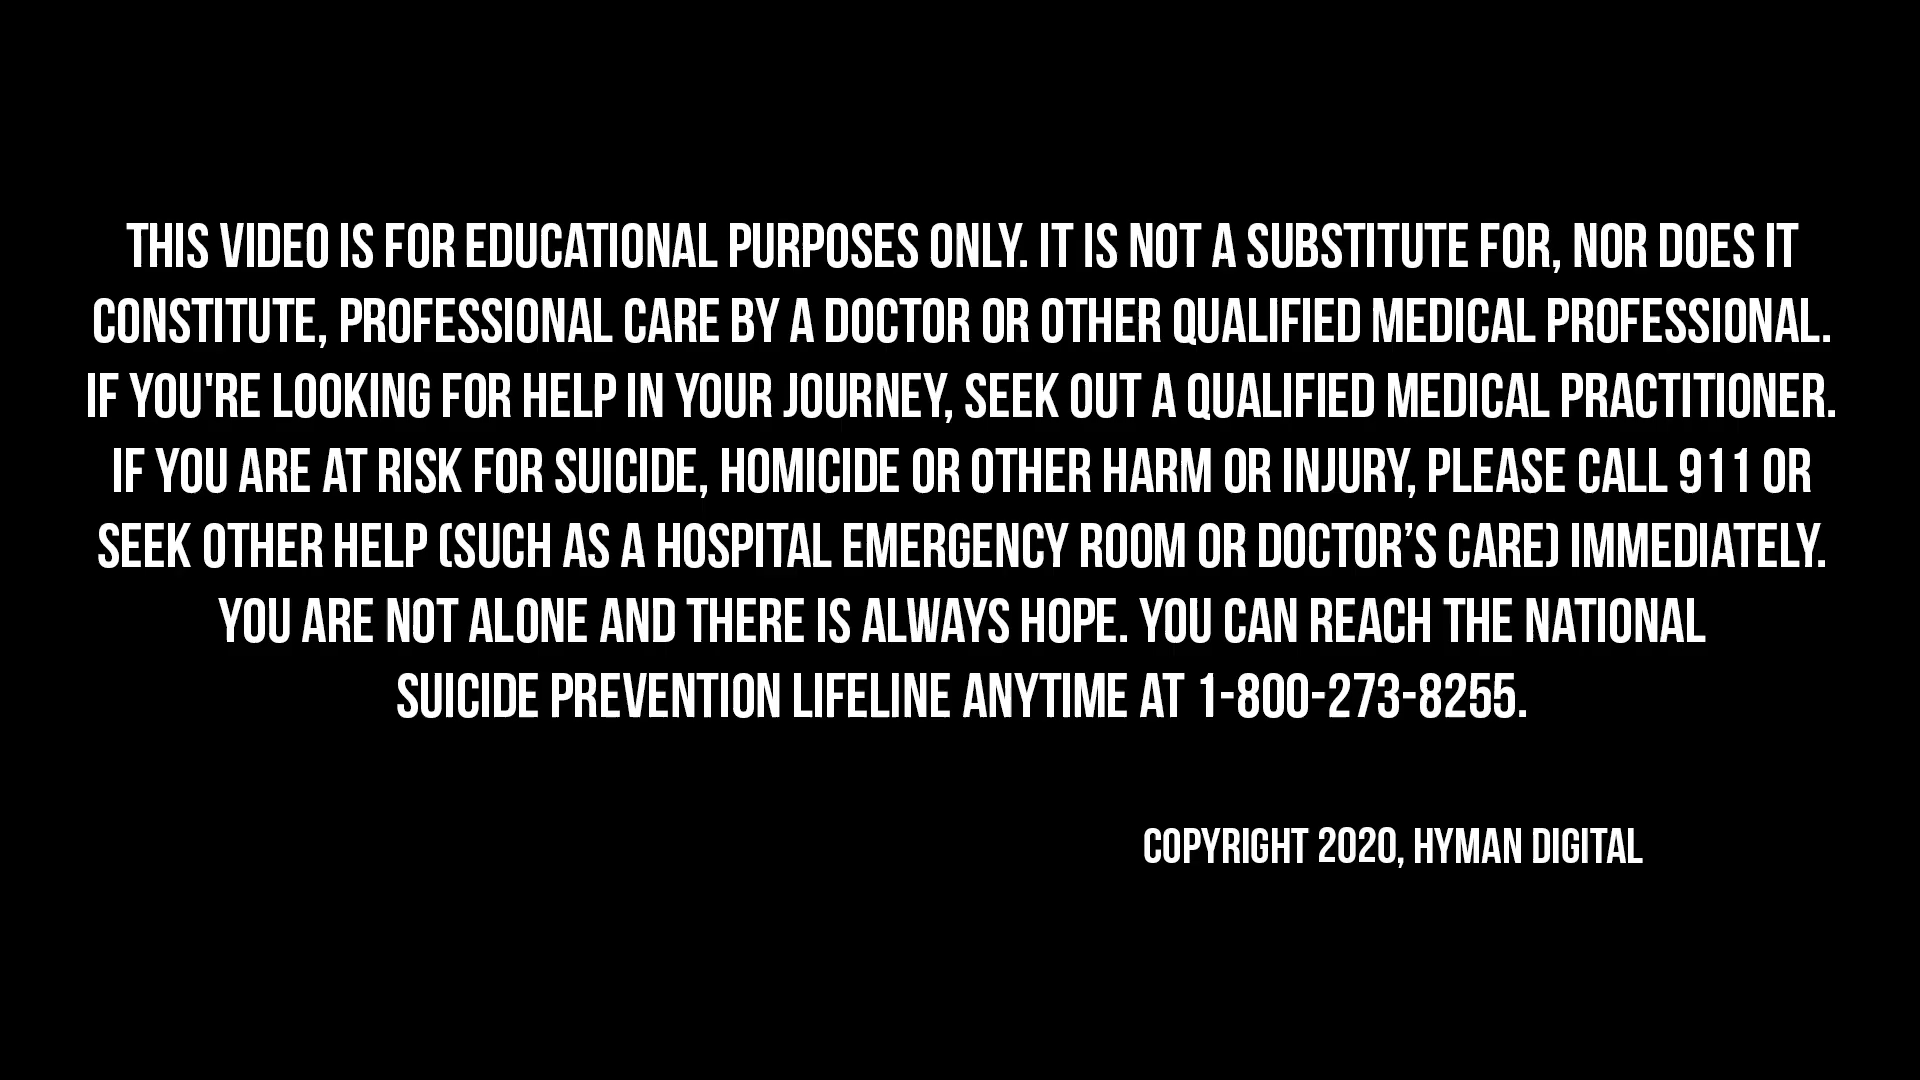 THIS VIDEO IS FOR EDUCATIONAL PURPOSES ONLY. IT IS NOT A SUBSTITUTE FOR, NOR DOES IT
CONSTITUTE, PROFESSIONAL CARE BY A DOCTOR OR OTHER QUALIFIED MEDICAL PROFESSIONAL.
IF YOU'RE LOOKING FOR HELP IN YOUR JOURNEY, SEEK OUT A QUALIFIED MEDICAL PRACTITIONER.
IF YOU ARE AT RISK FOR SUICIDE, HOMICIDE OR OTHER HARM OR INJURY, PLEASE CALL 911 OR
SEEK OTHER HELP (SUCH AS A HOSPITAL EMERGENCY ROOM OR DOCTOR’S CARE) IMMEDIATELY.
YOU ARE NOT ALONE AND THERE IS ALWAYS HOPE. YOU CAN REACH THE NATIONAL
SUICIDE PREVENTION LIFELINE ANYTIME AT 1-800-273-8255.
COPYRIGHT 2020, HYMAN DIGITAL